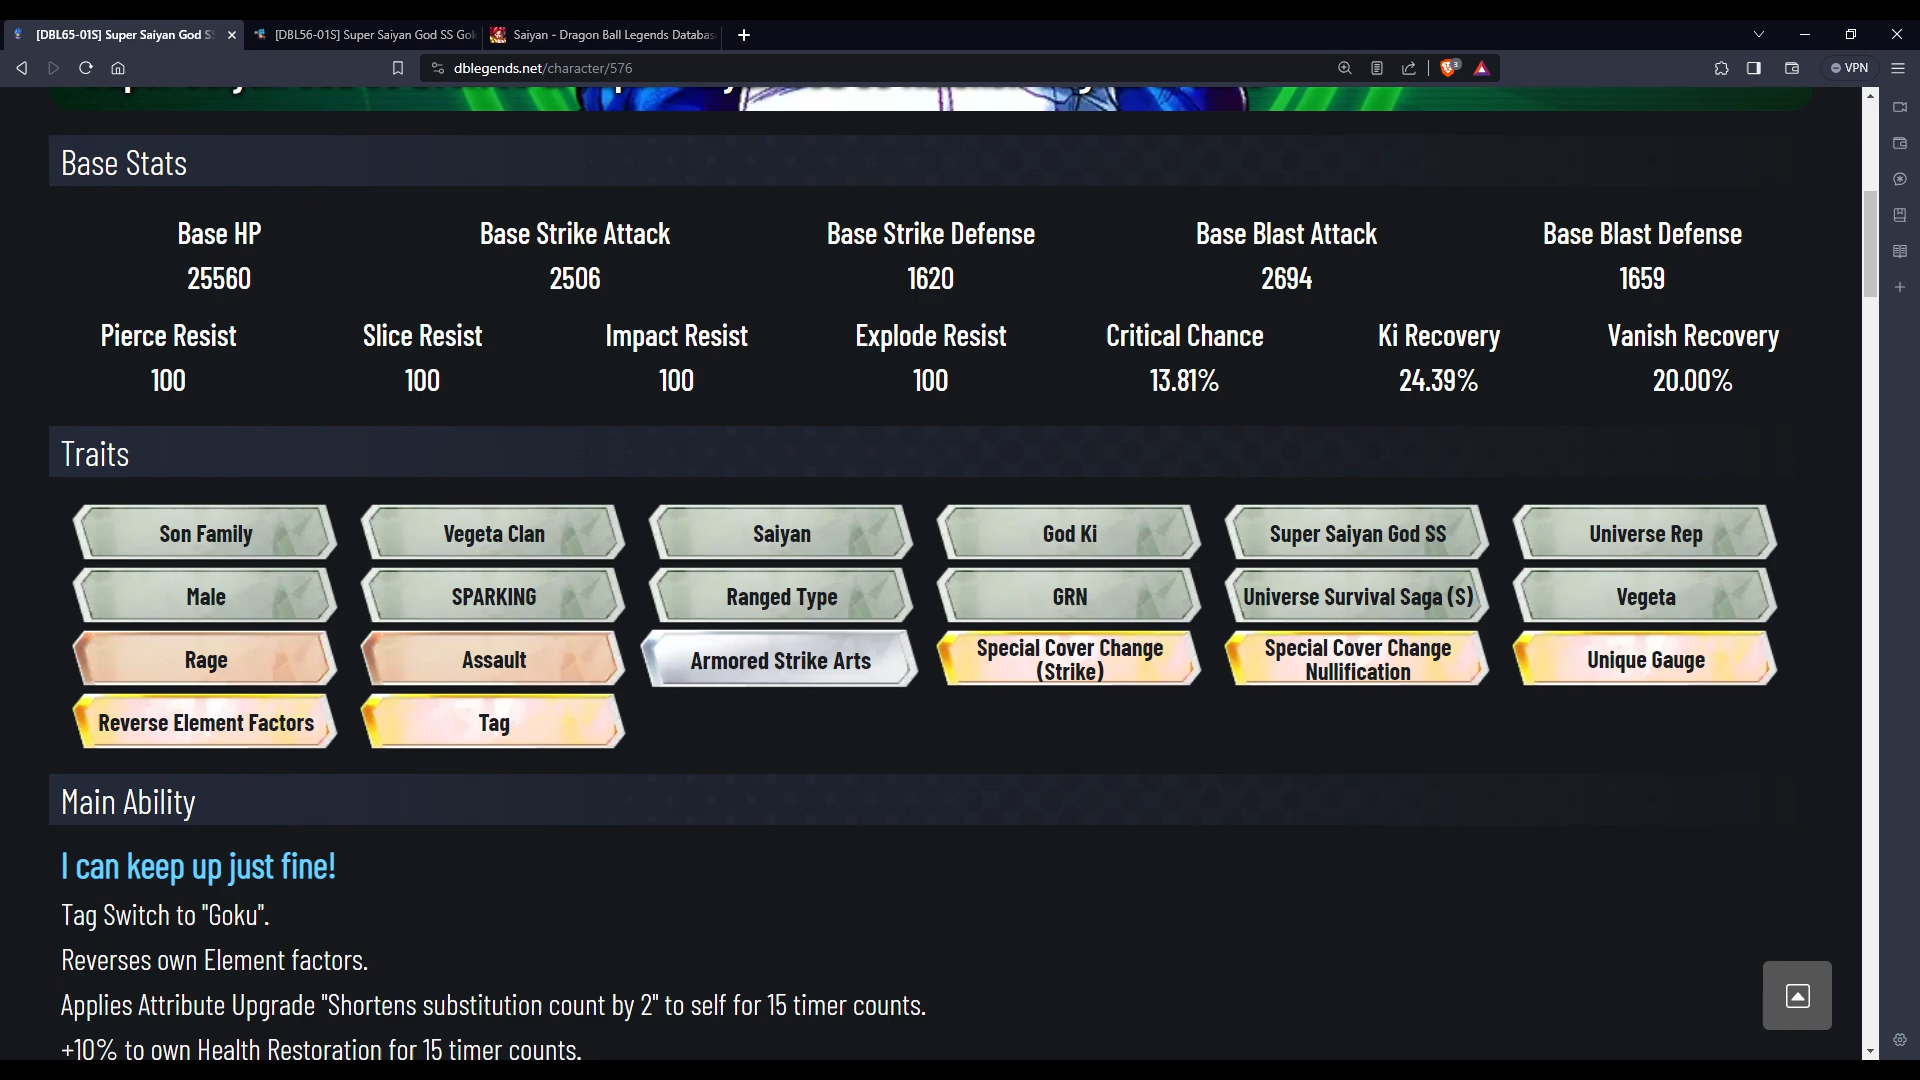 [DBL65-01S] Super Saiyan God S
[DBL56-01S] Super Saiyan God SS Gok
Saiyan - Dragon Ball Legends Databas
dblegends.net/character/576
3
VPN
Base Stats
Base HP
Base Strike Attack
Base Strike Defense
Base Blast Attack
Base Blast Defense
25560
2506
1620
2694
1659
Pierce Resist
Slice Resist
Impact Resist
Explode Resist
Critical Chance
Ki Recovery
Vanish Recovery
100
100
100
100
13.81%
24.39%
20.00%
Traits
Son Family
Vegeta Clan
Saiyan
God Ki
Super Saiyan God SS
Universe Rep
Male
SPARKING
Ranged Type
GRN
Universe Survival Saga (S)
Vegeta
Rage
Assault
Armored Strike Arts
Special Cover Change
(Strike)
Special Cover Change
Nullification
Unique Gauge
Reverse Element Factors
Tag
Main Ability
I can keep up just fine!
Tag Switch to "Goku".
Reverses own Element factors.
Applies Attribute Upgrade "Shortens substitution count by 2" to self for 15 timer counts.
+10% to own Health Restoration for 15 timer counts.